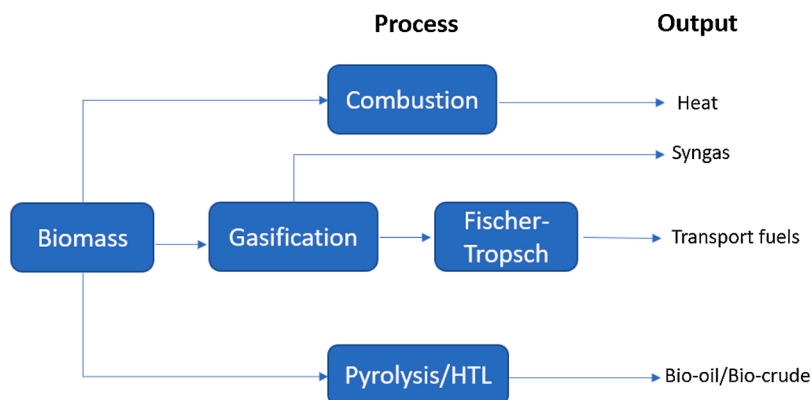 Process Output
Combustion
Heat
Syngas
Biomass
Gasification
Fischer-
Tropsch
Transport fuels
Pyrolysis/HTL
Bio-oil/Bio-crude